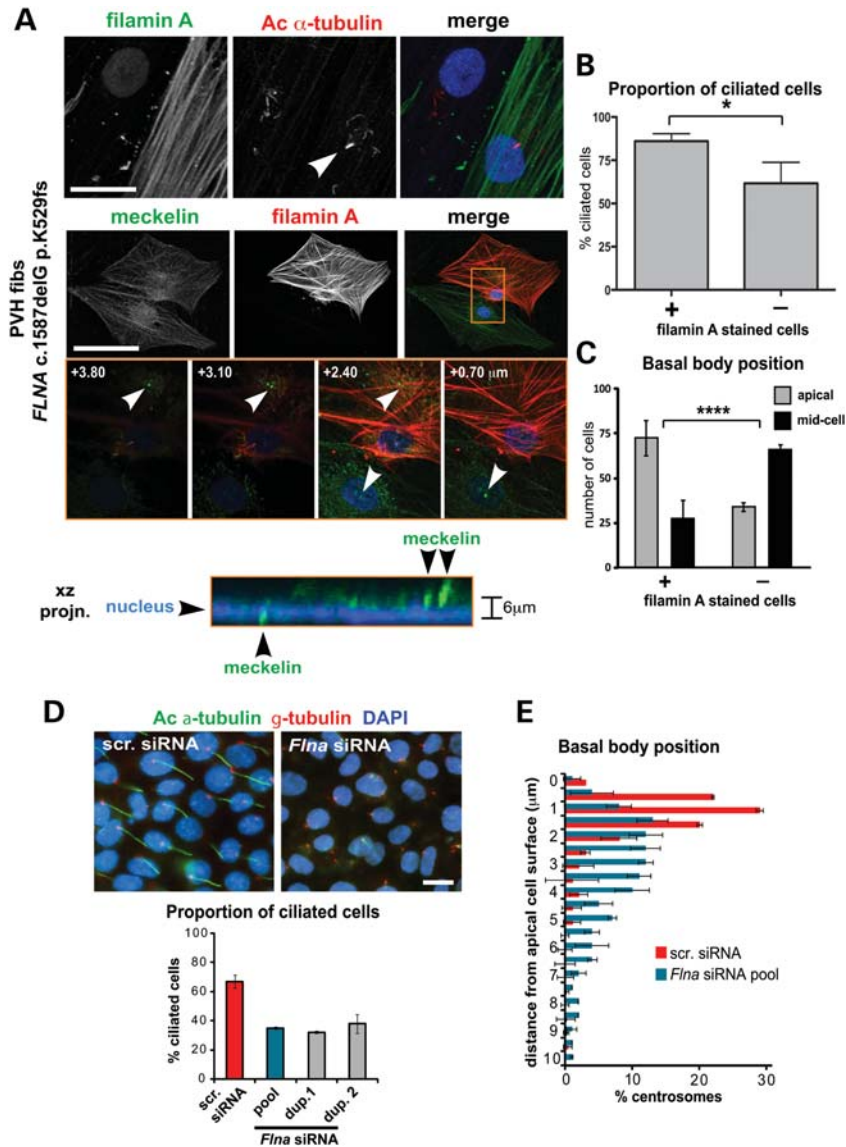 A
filamin A
Ac α-tubulin
merge
PVH fibs
FLNA c.1587delG p.K529fs
meckelin
filamin A
merge
+3.80
+3.10
+2.40
+0.70 μm
meckelin
xz
projn.
nucleus
6μm
meckelin
B
Proportion of ciliated cells
*
% ciliated cells
100
75
50
25
0
+
−
filamin A stained cells
C
Basal body position
apical
mid-cell
****
number of cells
100
75
50
25
0
+
−
filamin A stained cells
D
Ac a-tubulin g-tubulin DAPI
scr. siRNA
Flna siRNA
Proportion of ciliated cells
% ciliated cells
100
80
60
40
20
0
scr.
siRNA
pool
dup.1
dup. 2
Flna siRNA
E
Basal body position
distance from apical cell surface (μm)
0
1
2
3
4
5
6
7
8
9
10
scr. siRNA
Flna siRNA pool
0
10
20
30
% centrosomes